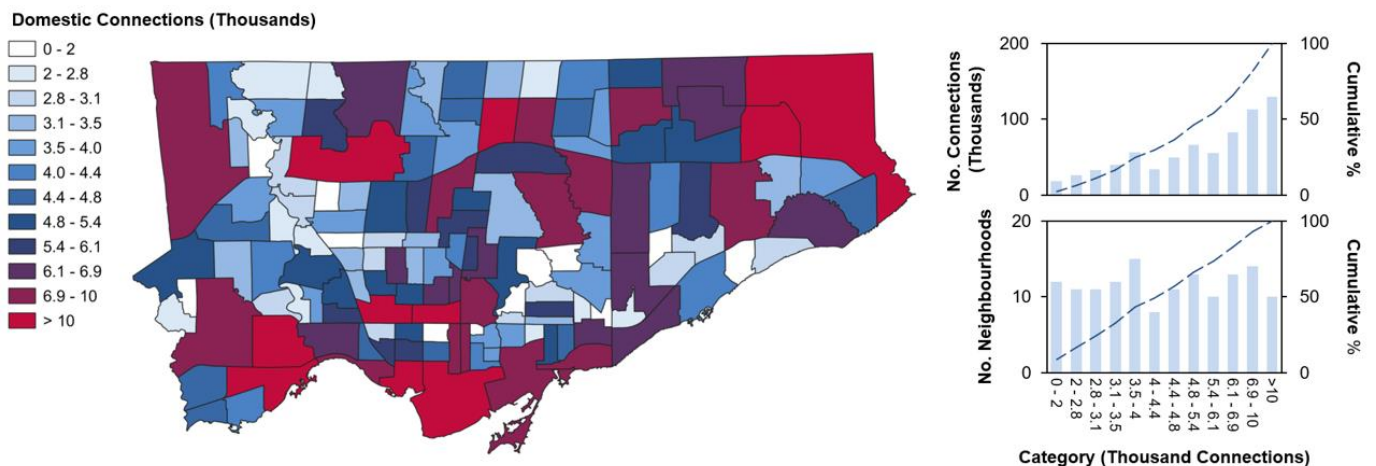 Domestic Connections (Thousands)
0 - 2
2 - 2.8
2.8 - 3.1
3.1 - 3.5
3.5 - 4.0
4.0 - 4.4
4.4 - 4.8
4.8 - 5.4
5.4 - 6.1
6.1 - 6.9
6.9 - 10
> 10
No. Connections
(Thousands)
200
100
0
100
50
0
Cumulative %
No. Neighbourhoods
20
10
0
100
50
0
Cumulative %
0 - 2
2 - 2.8
2.8 - 3.1
3.1 - 3.5
3.5 - 4
4 - 4.4
4.4 - 4.8
4.8 - 5.4
5.4 - 6.1
6.1 - 6.9
6.9 - 10
>10
Category (Thousand Connections)